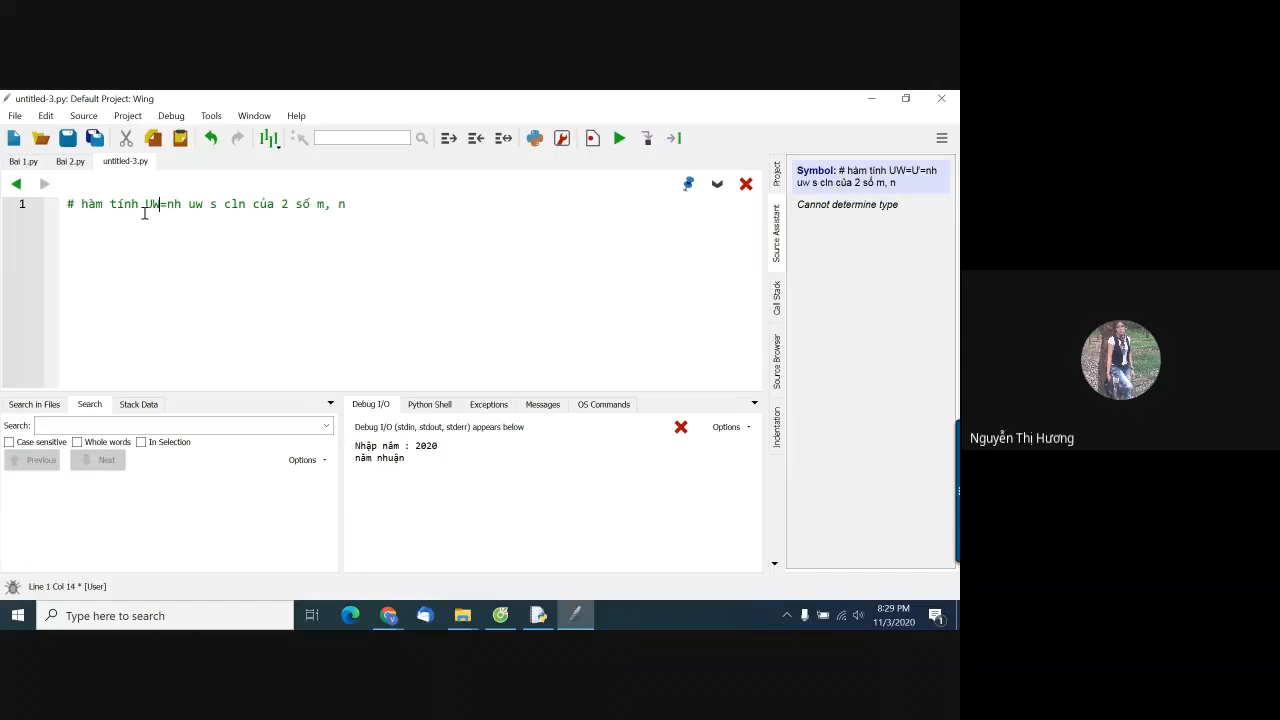 untitled-3.py: Default Project: Wing
File Edit Source Project Debug Tools Window Help
Bai 1.py Bai 2.py untitled-3.py
1 # hàm tính UW=nh uw s cln của 2 số m, n
Project
Source Assistant
Call Stack
Source Browser
Indentation
Symbol: # hàm tính UW=U'=nh
uw s cln của 2 số m, n
Cannot determine type
Search in Files Search Stack Data
Search:
Case sensitive Whole words In Selection
Previous Next Options
Debug I/O Python Shell Exceptions Messages OS Commands
Debug I/O (stdin, stdout, stderr) appears below Options
Nhập năm : 2020
năm nhuận
Line 1 Col 14 * [User]
Type here to search
8:29 PM
11/3/2020
1
Nguyễn Thị Hương